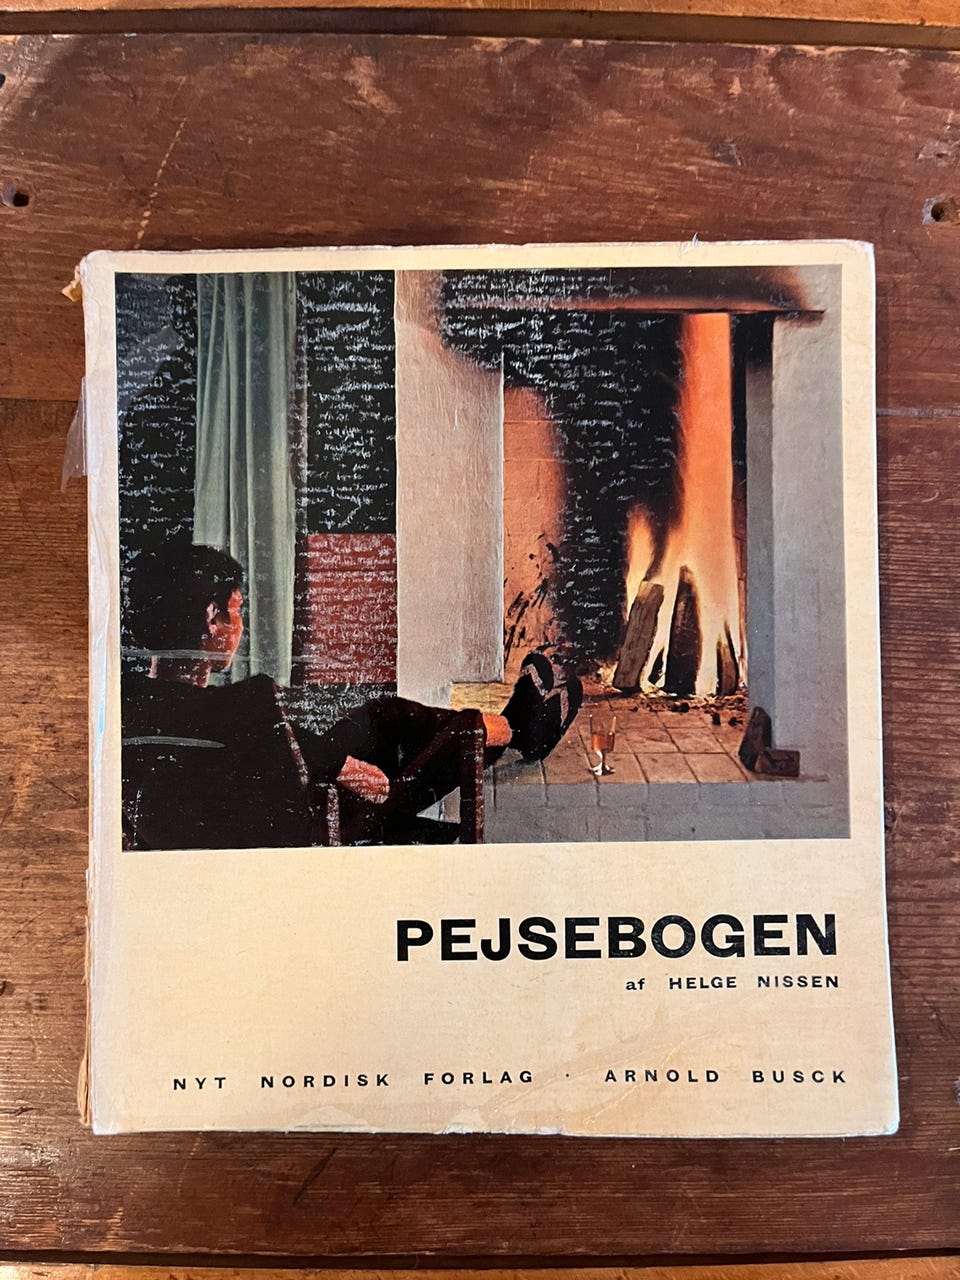 PEJSEBOGEN
af HELGE NISSEN
NYT NORDISK FORLAG · ARNOLD BUSCK